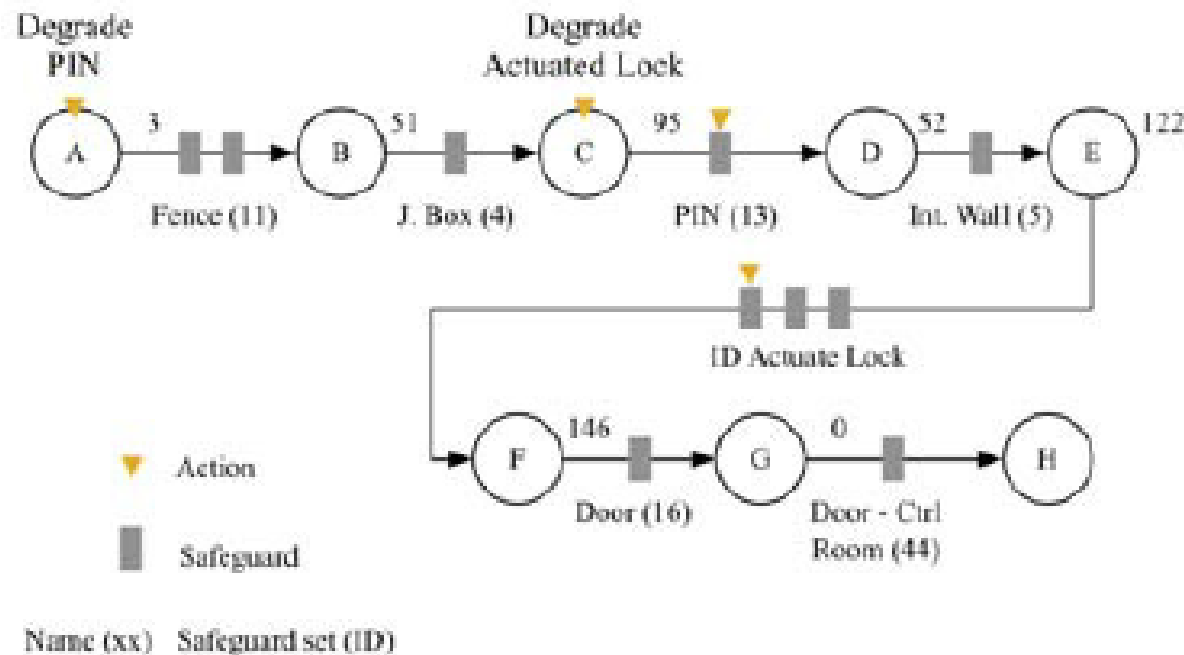 Degrade
PIN
Degrade
Actuated Lock
A
3
B
51
C
95
D
52
E
122
Fence (11)
J. Box (4)
PIN (13)
Int. Wall (5)
ID Actuate Lock
F
146
G
0
H
Door (16)
Door - Ctrl
Room (44)
Action
Safeguard
Name (xx) Safeguard set (ID)